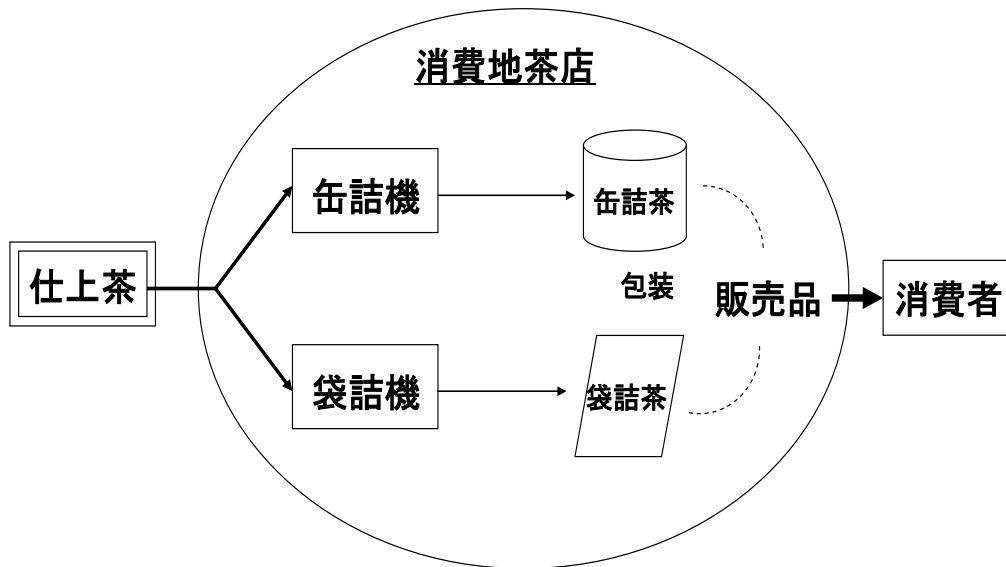 消費地茶店
缶詰機
缶詰茶
仕上茶
包装
販売品
消費者
袋詰機
袋詰茶